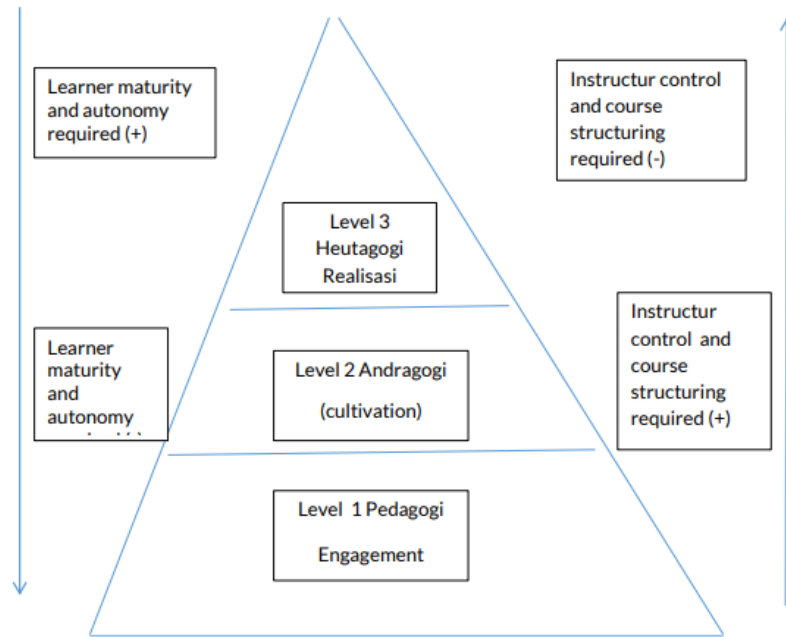 Learner maturity
and autonomy
required (+)
Instructur control
and course
structuring
required (-)
Level 3
Heutagogi
Realisasi
Learner
maturity
and
autonomy
Instructur
control and
course
structuring
required (+)
Level 2 Andragogi
(cultivation)
Level 1 Pedagogi
Engagement